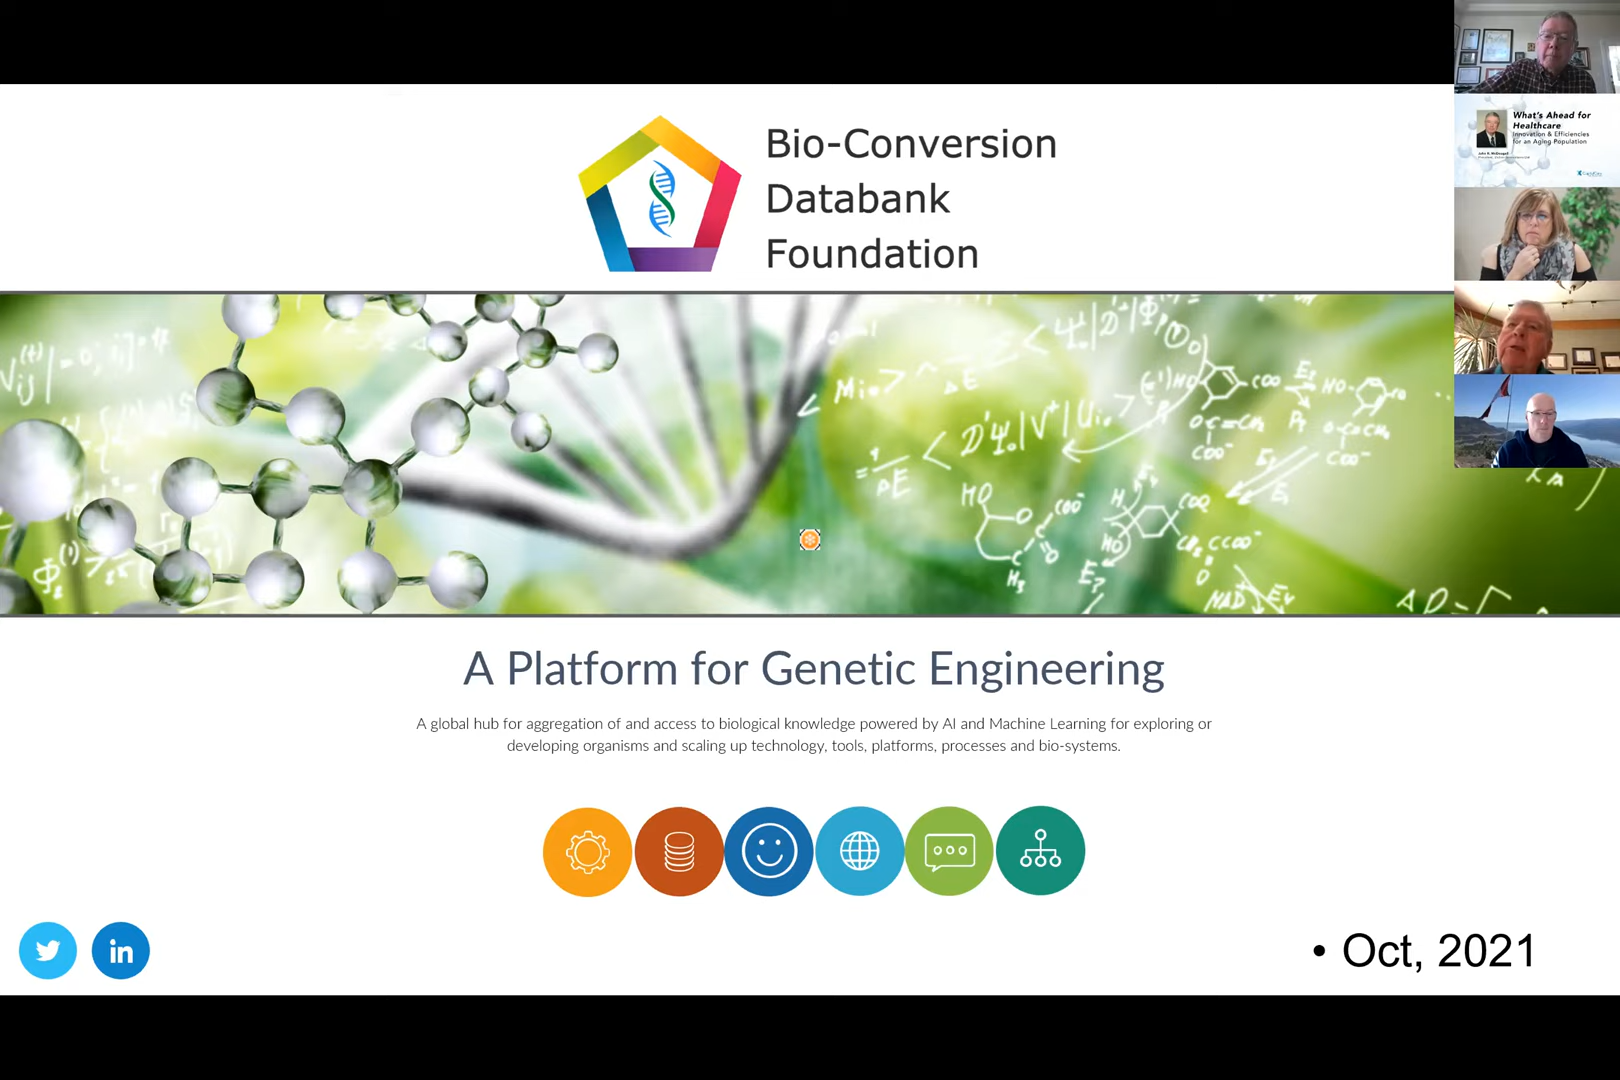 Bio-Conversion
Databank
Foundation
What's Ahead for
Healthcare
Innovation & Efficiencies
for an Aging Population
A Platform for Genetic Engineering
A global hub for aggregation of and access to biological knowledge powered by AI and Machine Learning for exploring or
developing organisms and scaling up technology, tools, platforms, processes and bio-systems.
in
• Oct, 2021